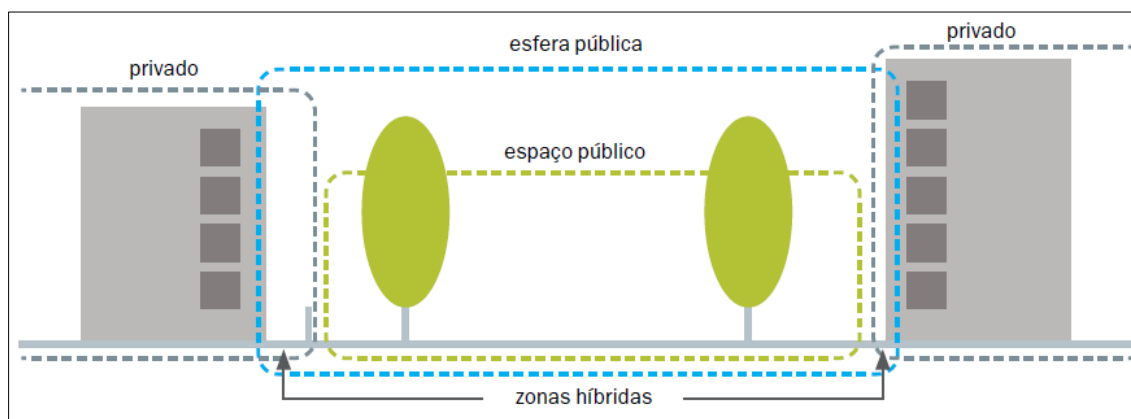 privado
esfera pública
privado
espaço público
zonas híbridas